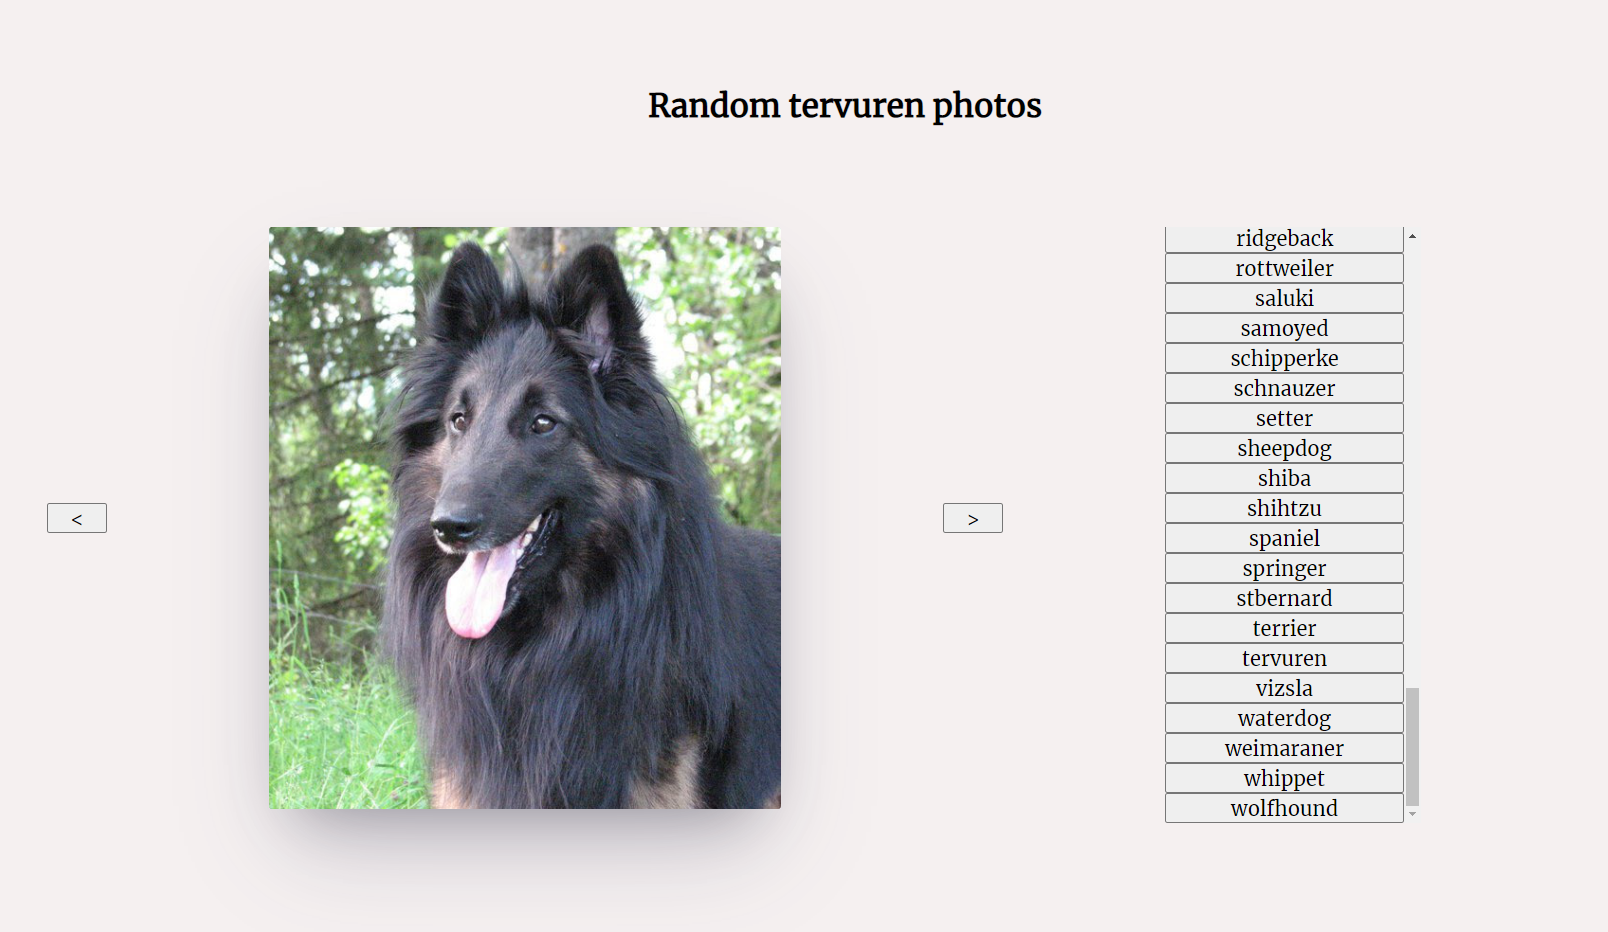 Random tervuren photos
<
>
ridgeback
rottweiler
saluki
samoyed
schipperke
schnauzer
setter
sheepdog
shiba
shihtzu
spaniel
springer
stbernard
terrier
tervuren
vizsla
waterdog
weimaraner
whippet
wolfhound